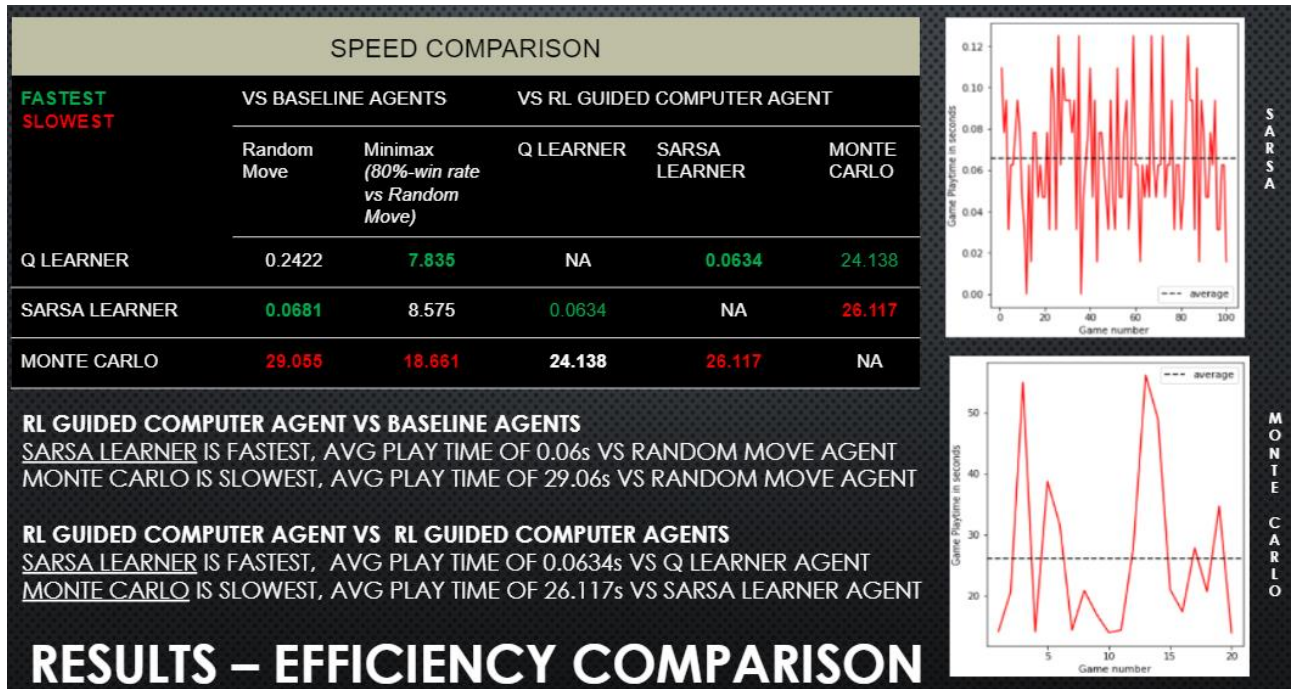 SPEED COMPARISON
FASTEST
SLOWEST
VS BASELINE AGENTS
VS RL GUIDED COMPUTER AGENT
Random
Move
Minimax
(80%-win rate
vs Random
Move)
Q LEARNER
SARSA
LEARNER
MONTE
CARLO
Q LEARNER 0.2422 7.835 NA 0.0634 24.138
SARSA LEARNER 0.0681 8.575 0.0634 NA 26.117
MONTE CARLO 29.055 18.661 24.138 26.117 NA
RL GUIDED COMPUTER AGENT VS BASELINE AGENTS
SARSA LEARNER IS FASTEST, AVG PLAY TIME OF 0.06s VS RANDOM MOVE AGENT
MONTE CARLO IS SLOWEST, AVG PLAY TIME OF 29.06s VS RANDOM MOVE AGENT
RL GUIDED COMPUTER AGENT VS RL GUIDED COMPUTER AGENTS
SARSA LEARNER IS FASTEST, AVG PLAY TIME OF 0.0634s VS Q LEARNER AGENT
MONTE CARLO IS SLOWEST, AVG PLAY TIME OF 26.117s VS SARSA LEARNER AGENT
RESULTS – EFFICIENCY COMPARISON
Game Playtime in seconds
0.12
0.10
0.08
0.06
0.04
0.02
0.00
average
0 20 40 60 80 100
Game number
SARSA
Game Playtime in seconds
average
50
40
30
20
5 10 15 20
Game number
MONTE CARLO